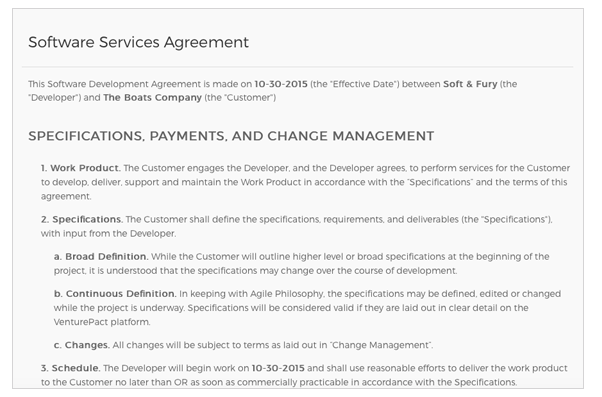 Software Services Agreement
This Software Development Agreement is made on 10-30-2015 (the "Effective Date") between Soft & Fury (the
"Developer") and The Boats Company (the "Customer")
SPECIFICATIONS, PAYMENTS, AND CHANGE MANAGEMENT
1. Work Product. The Customer engages the Developer, and the Developer agrees, to perform services for the Customer
to develop, deliver, support and maintain the Work Product in accordance with the "Specifications" and the terms of this
agreement.
2. Specifications. The Customer shall define the specifications, requirements, and deliverables (the "Specifications"),
with input from the Developer.
a. Broad Definition. While the Customer will outline higher level or broad specifications at the beginning of the
project, it is understood that the specifications may change over the course of development.
b. Continuous Definition. In keeping with Agile Philosophy, the specifications may be defined, edited or changed
while the project is underway. Specifications will be considered valid if they are laid out in clear detail on the
VenturePact platform.
c. Changes. All changes will be subject to terms as laid out in "Change Management".
3. Schedule. The Developer will begin work on 10-30-2015 and shall use reasonable efforts to deliver the work product
to the Customer no later than OR as soon as commercially practicable in accordance with the Specifications.